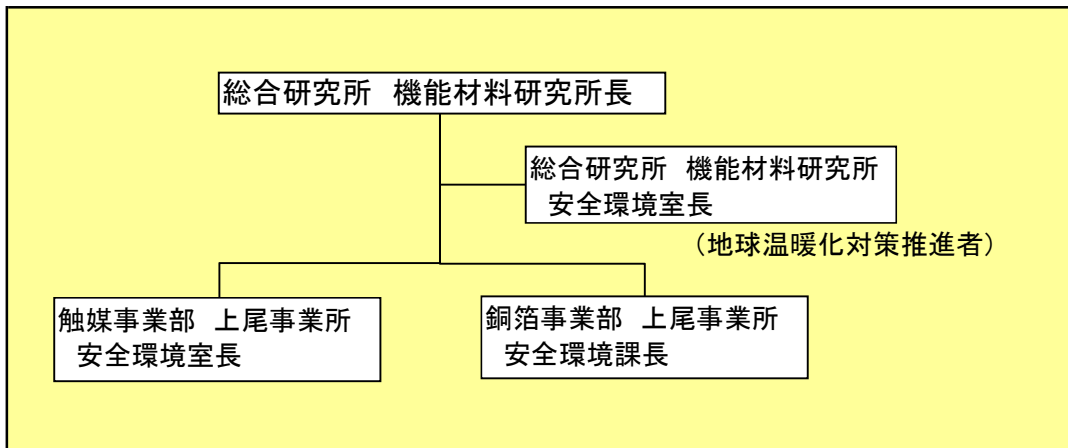 総合研究所　機能材料研究所長
総合研究所　機能材料研究所
安全環境室長
（地球温暖化対策推進者）
触媒事業部　上尾事業所
安全環境室長
銅箔事業部　上尾事業所
安全環境課長